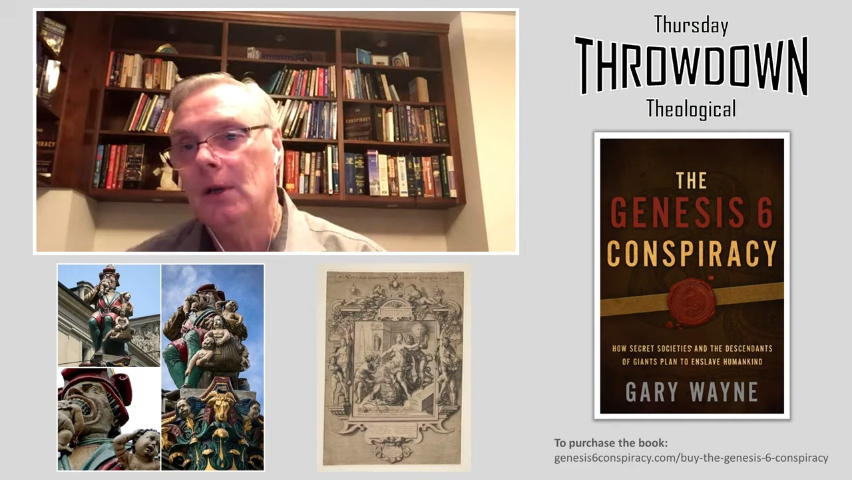 Thursday
THROWDOWN
Theological
THE
GENESIS 6
CONSPIRACY
HOW SECRET SOCIETIES AND THE DESCENDANTS
OF GIANTS PLAN TO ENSLAVE HUMANKIND
GARY WAYNE
To purchase the book:
genesis6conspiracy.com/buy-the-genesis-6-conspiracy